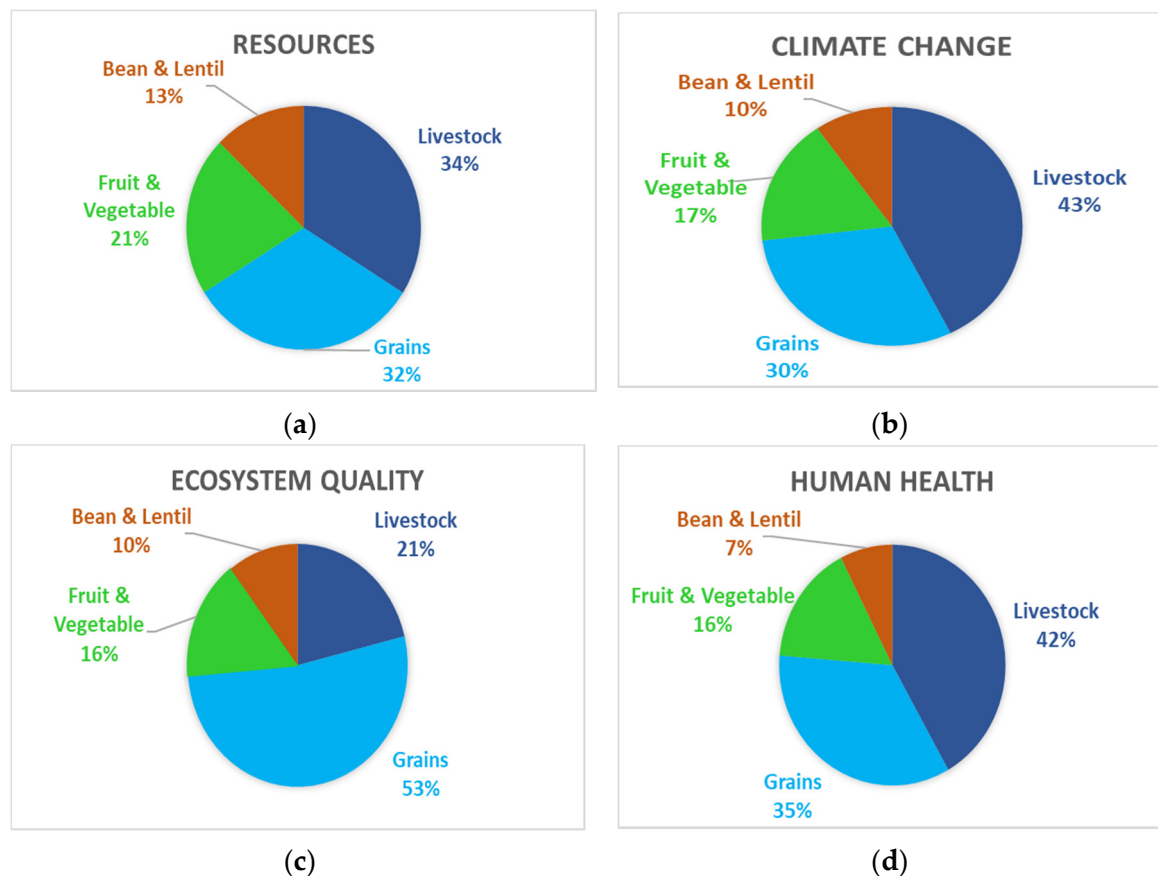 RESOURCES
Bean & Lentil
13%
Livestock
34%
Fruit &
Vegetable
21%
Grains
32%
(a)
CLIMATE CHANGE
Bean & Lentil
10%
Fruit &
Vegetable
17%
Livestock
43%
Grains
30%
(b)
ECOSYSTEM QUALITY
Bean & Lentil
10%
Livestock
21%
Fruit &
Vegetable
16%
Grains
53%
(c)
HUMAN HEALTH
Bean & Lentil
7%
Fruit & Vegetable
16%
Livestock
42%
Grains
35%
(d)